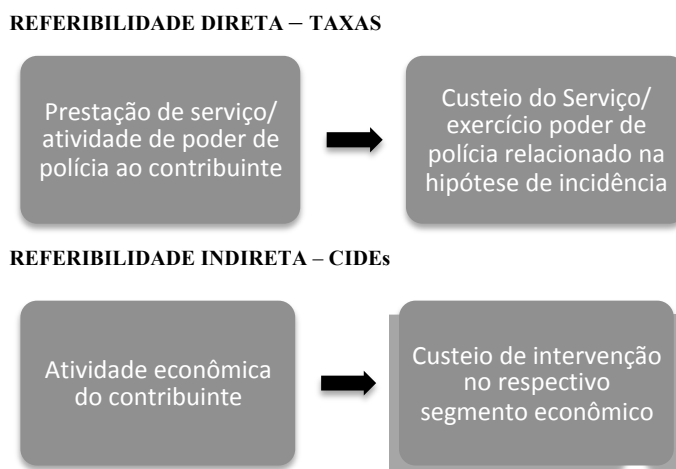 REFERIBILIDADE DIRETA – TAXAS
Prestação de serviço/
atividade de poder de
polícia ao contribuinte
Custeio do Serviço/
exercício poder de
polícia relacionado na
hipótese de incidência
REFERIBILIDADE INDIRETA – CIDEs
Atividade econômica
do contribuinte
Custeio de intervenção
no respectivo
segmento econômico